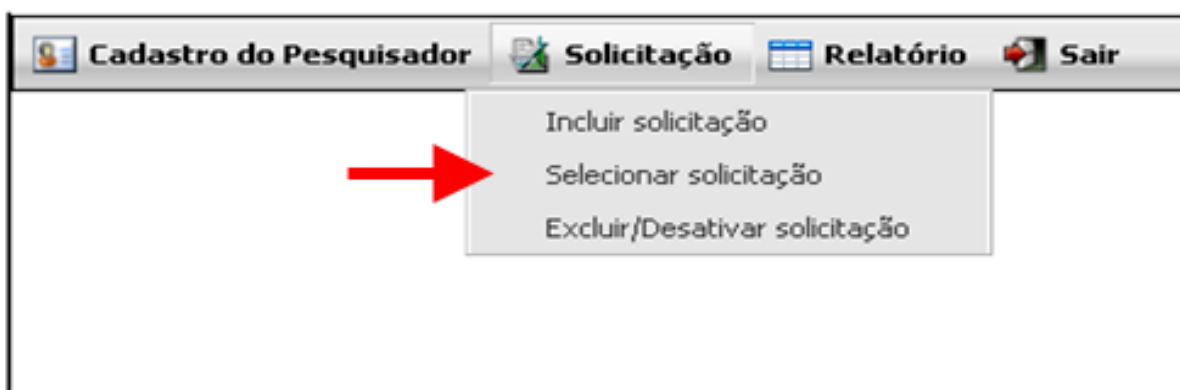 Cadastro do Pesquisador Solicitação Relatório Sair
Incluir solicitação
Selecionar solicitação
Excluir/Desativar solicitação